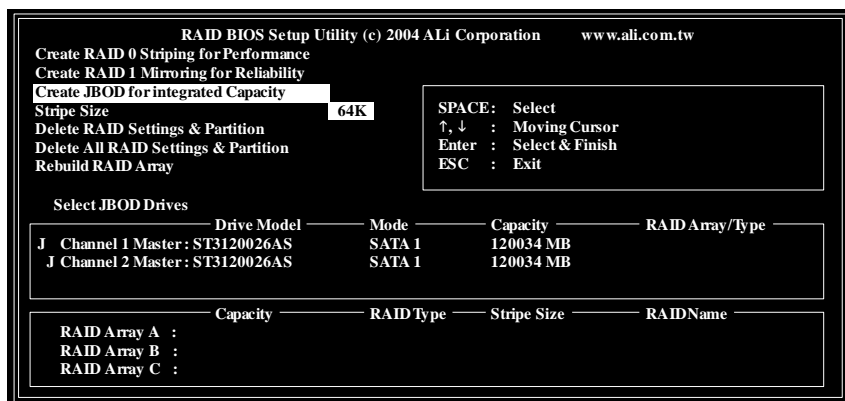 RAID BIOS Setup Utility (c) 2004 ALi Corporation www.ali.com.tw
Create RAID 0 Striping for Performance
Create RAID 1 Mirroring for Reliability
Create JBOD for integrated Capacity
Stripe Size 64K
Delete RAID Settings & Partition
Delete All RAID Settings & Partition
Rebuild RAID Array
SPACE : Select
↑, ↓ : Moving Cursor
Enter : Select & Finish
ESC : Exit
Select JBOD Drives
Drive Model Mode Capacity RAID Array/Type
J Channel 1 Master : ST3120026AS SATA 1 120034 MB
J Channel 2 Master : ST3120026AS SATA 1 120034 MB
Capacity RAID Type Stripe Size RAID Name
RAID Array A :
RAID Array B :
RAID Array C :